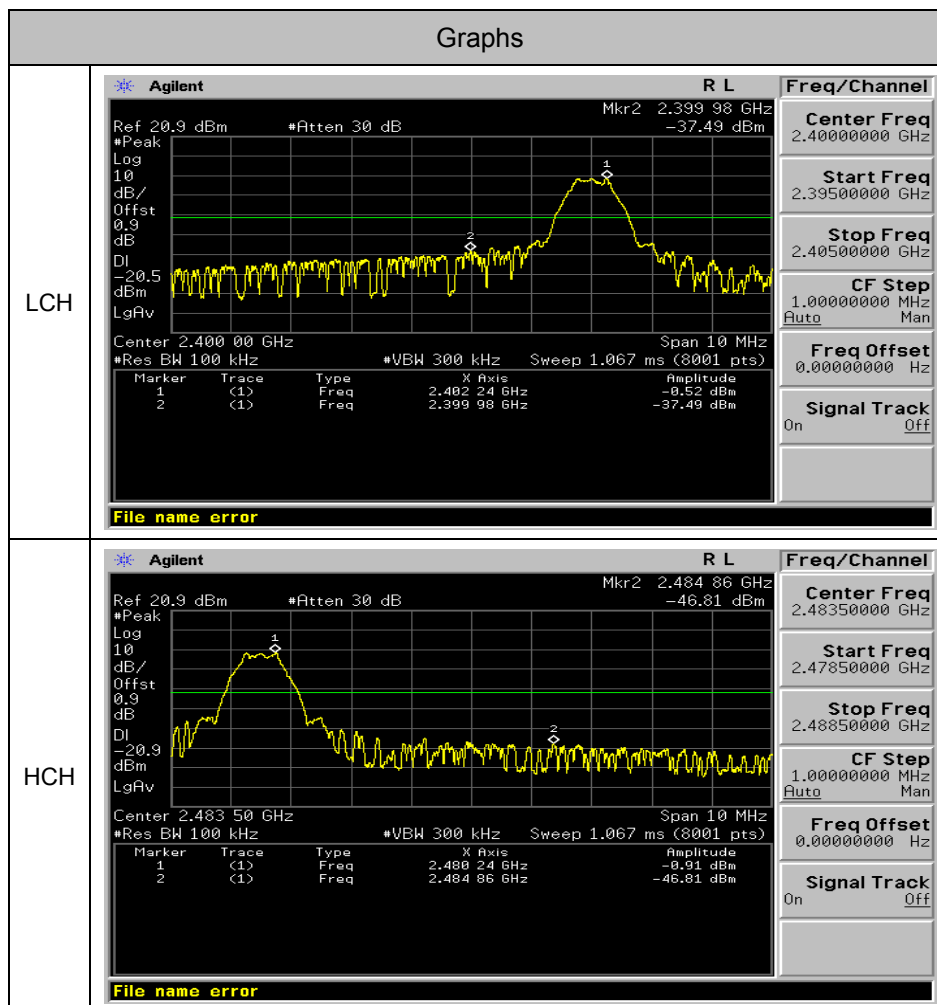 Graphs
LCH
Agilent R L Freq/Channel
Mkr2 2.399 98 GHz
Ref 20.9 dBm #Atten 30 dB -37.49 dBm
#Peak
Log
10
dB/
Offst
0.9
dB
DI
-20.5
dBm
LgAv
1
2
Center 2.400 00 GHz Span 10 MHz
#Res BW 100 kHz #VBW 300 kHz Sweep 1.067 ms (8001 pts)
Marker Trace Type X Axis Amplitude
1 (1) Freq 2.402 24 GHz -0.52 dBm
2 (1) Freq 2.399 98 GHz -37.49 dBm
File name error
Center Freq
2.40000000 GHz
Start Freq
2.39500000 GHz
Stop Freq
2.40500000 GHz
CF Step
1.00000000 MHz
Auto Man
Freq Offset
0.00000000 Hz
Signal Track
On Off
HCH
Agilent R L Freq/Channel
Mkr2 2.484 86 GHz
Ref 20.9 dBm #Atten 30 dB -46.81 dBm
#Peak
Log
10
dB/
Offst
0.9
dB
DI
-20.9
dBm
LgAv
1
2
Center 2.483 50 GHz Span 10 MHz
#Res BW 100 kHz #VBW 300 kHz Sweep 1.067 ms (8001 pts)
Marker Trace Type X Axis Amplitude
1 (1) Freq 2.480 24 GHz -0.91 dBm
2 (1) Freq 2.484 86 GHz -46.81 dBm
File name error
Center Freq
2.48350000 GHz
Start Freq
2.47850000 GHz
Stop Freq
2.48850000 GHz
CF Step
1.00000000 MHz
Auto Man
Freq Offset
0.00000000 Hz
Signal Track
On Off